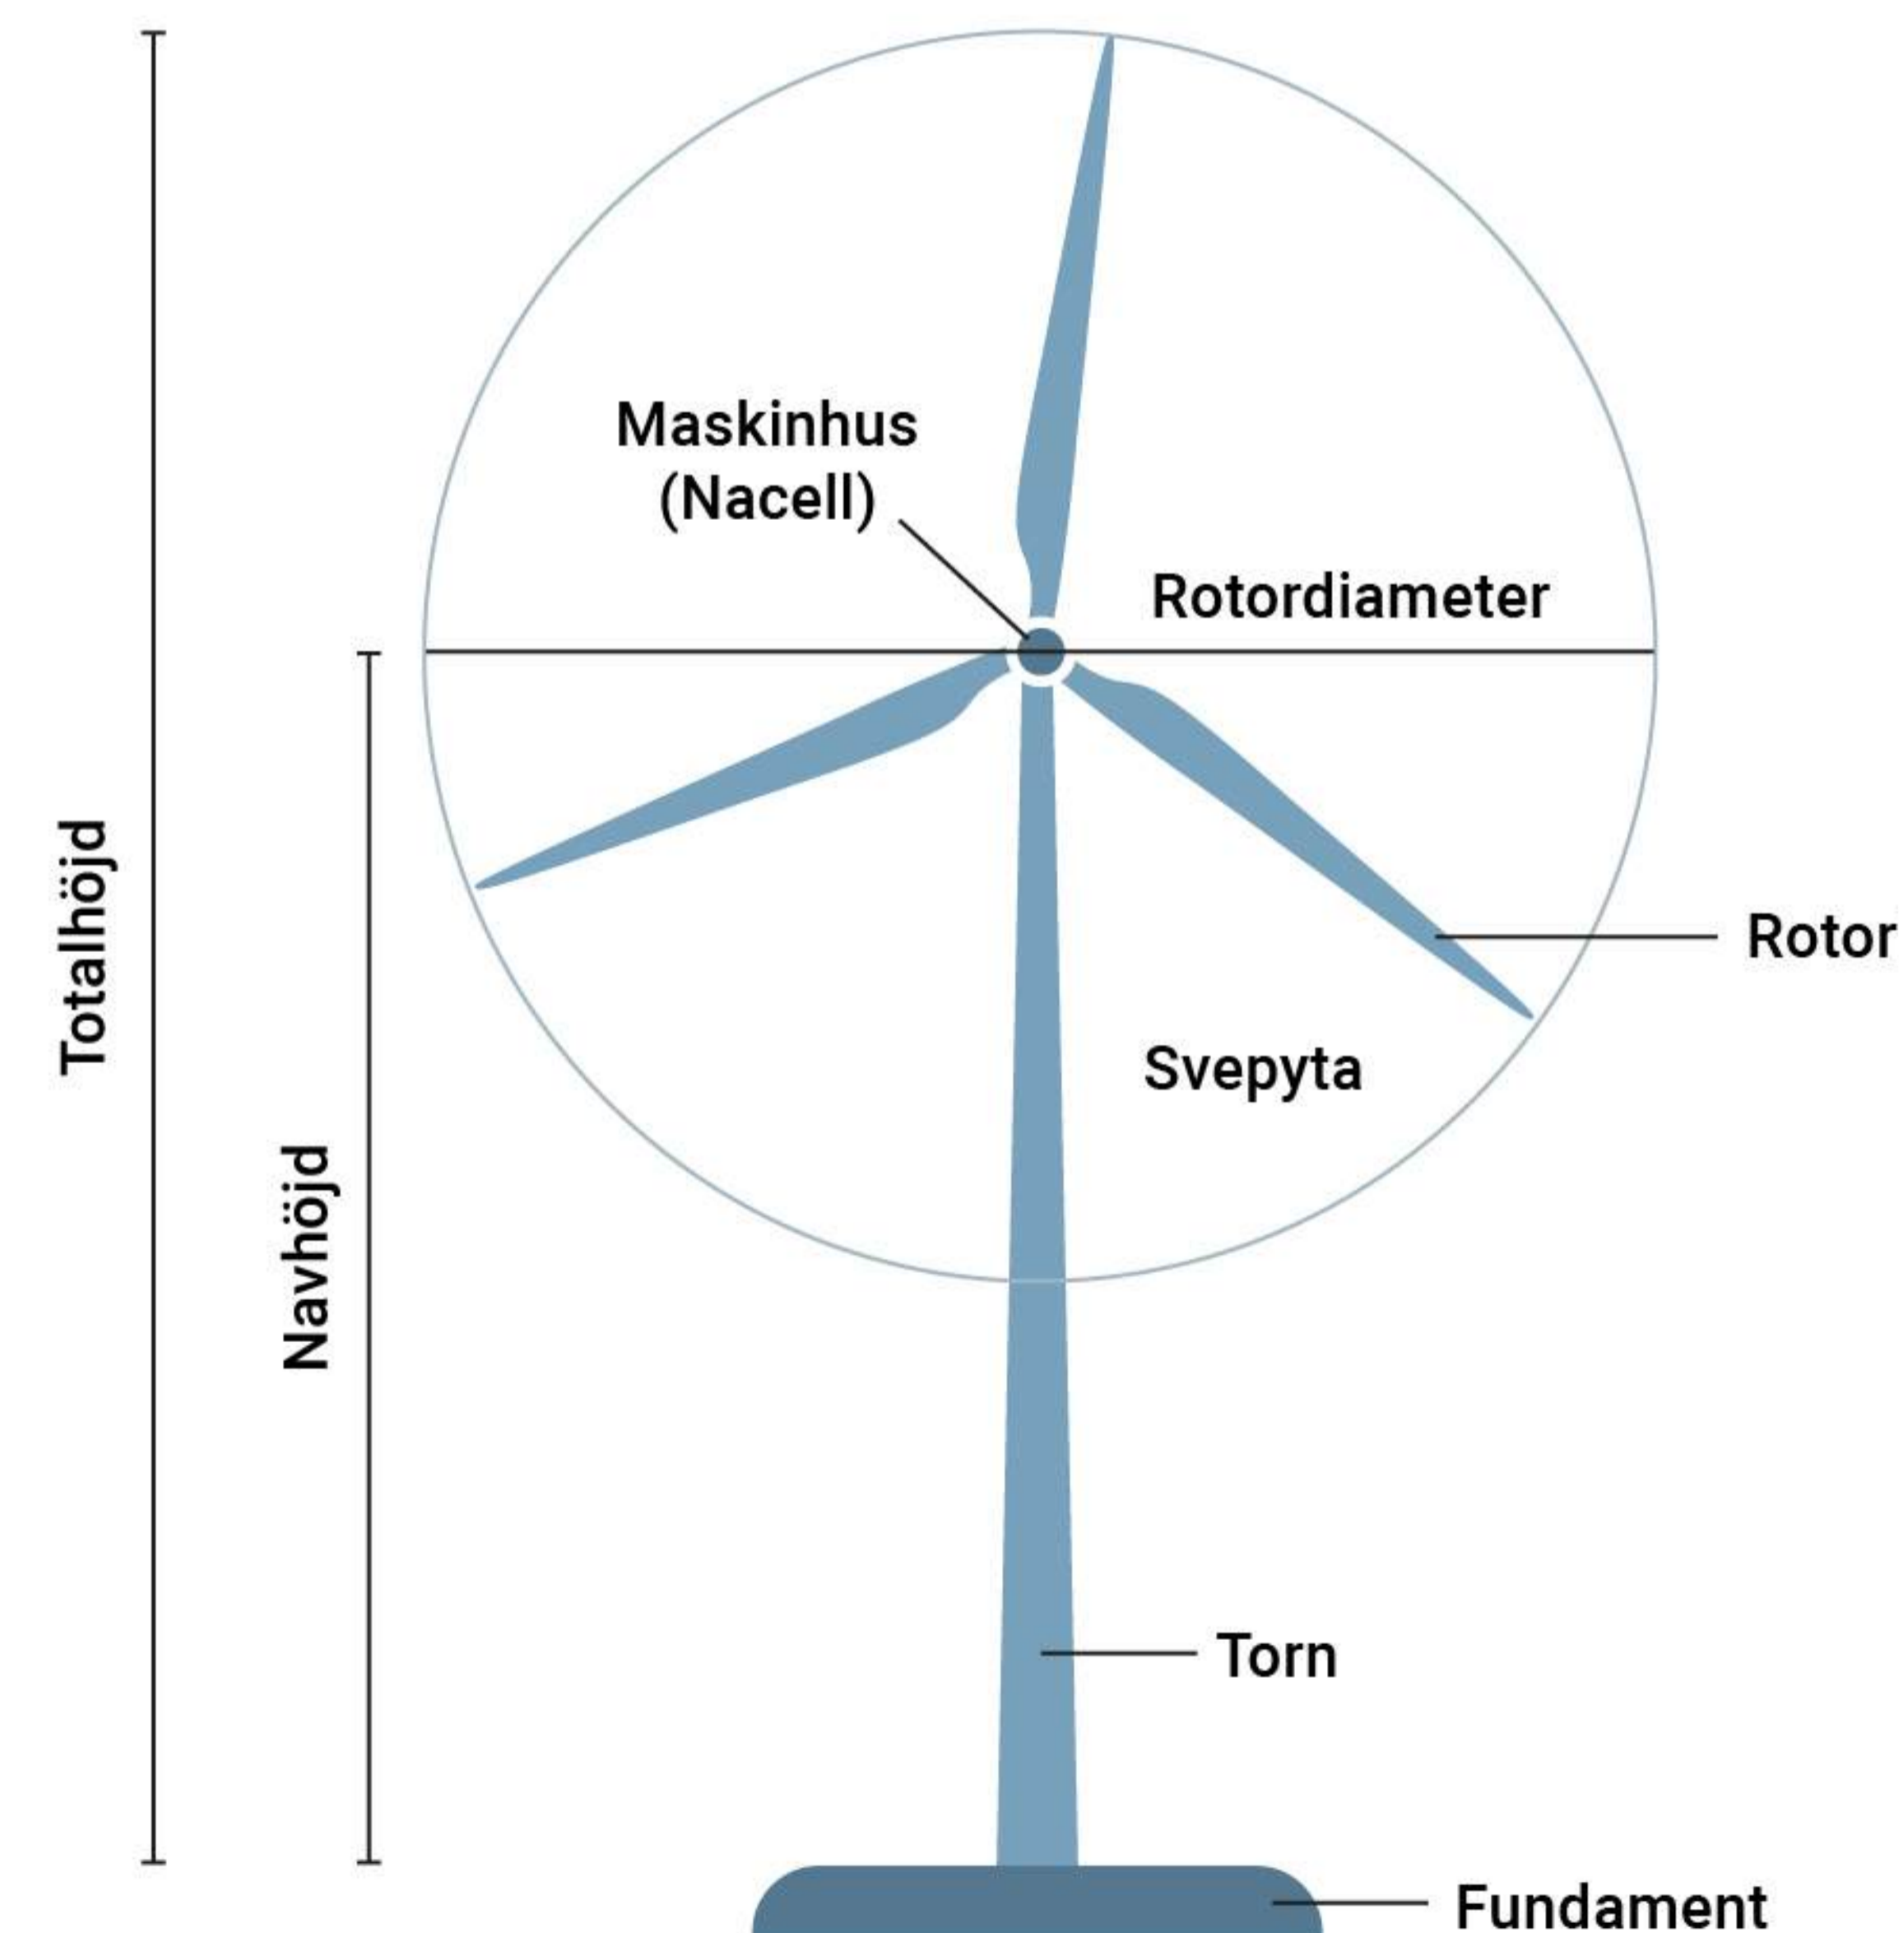 Maskinhus
(Nacell)
Rotordiameter
Totalhöjd
Rotor
Svepyta
Navhöjd
Torn
Fundament